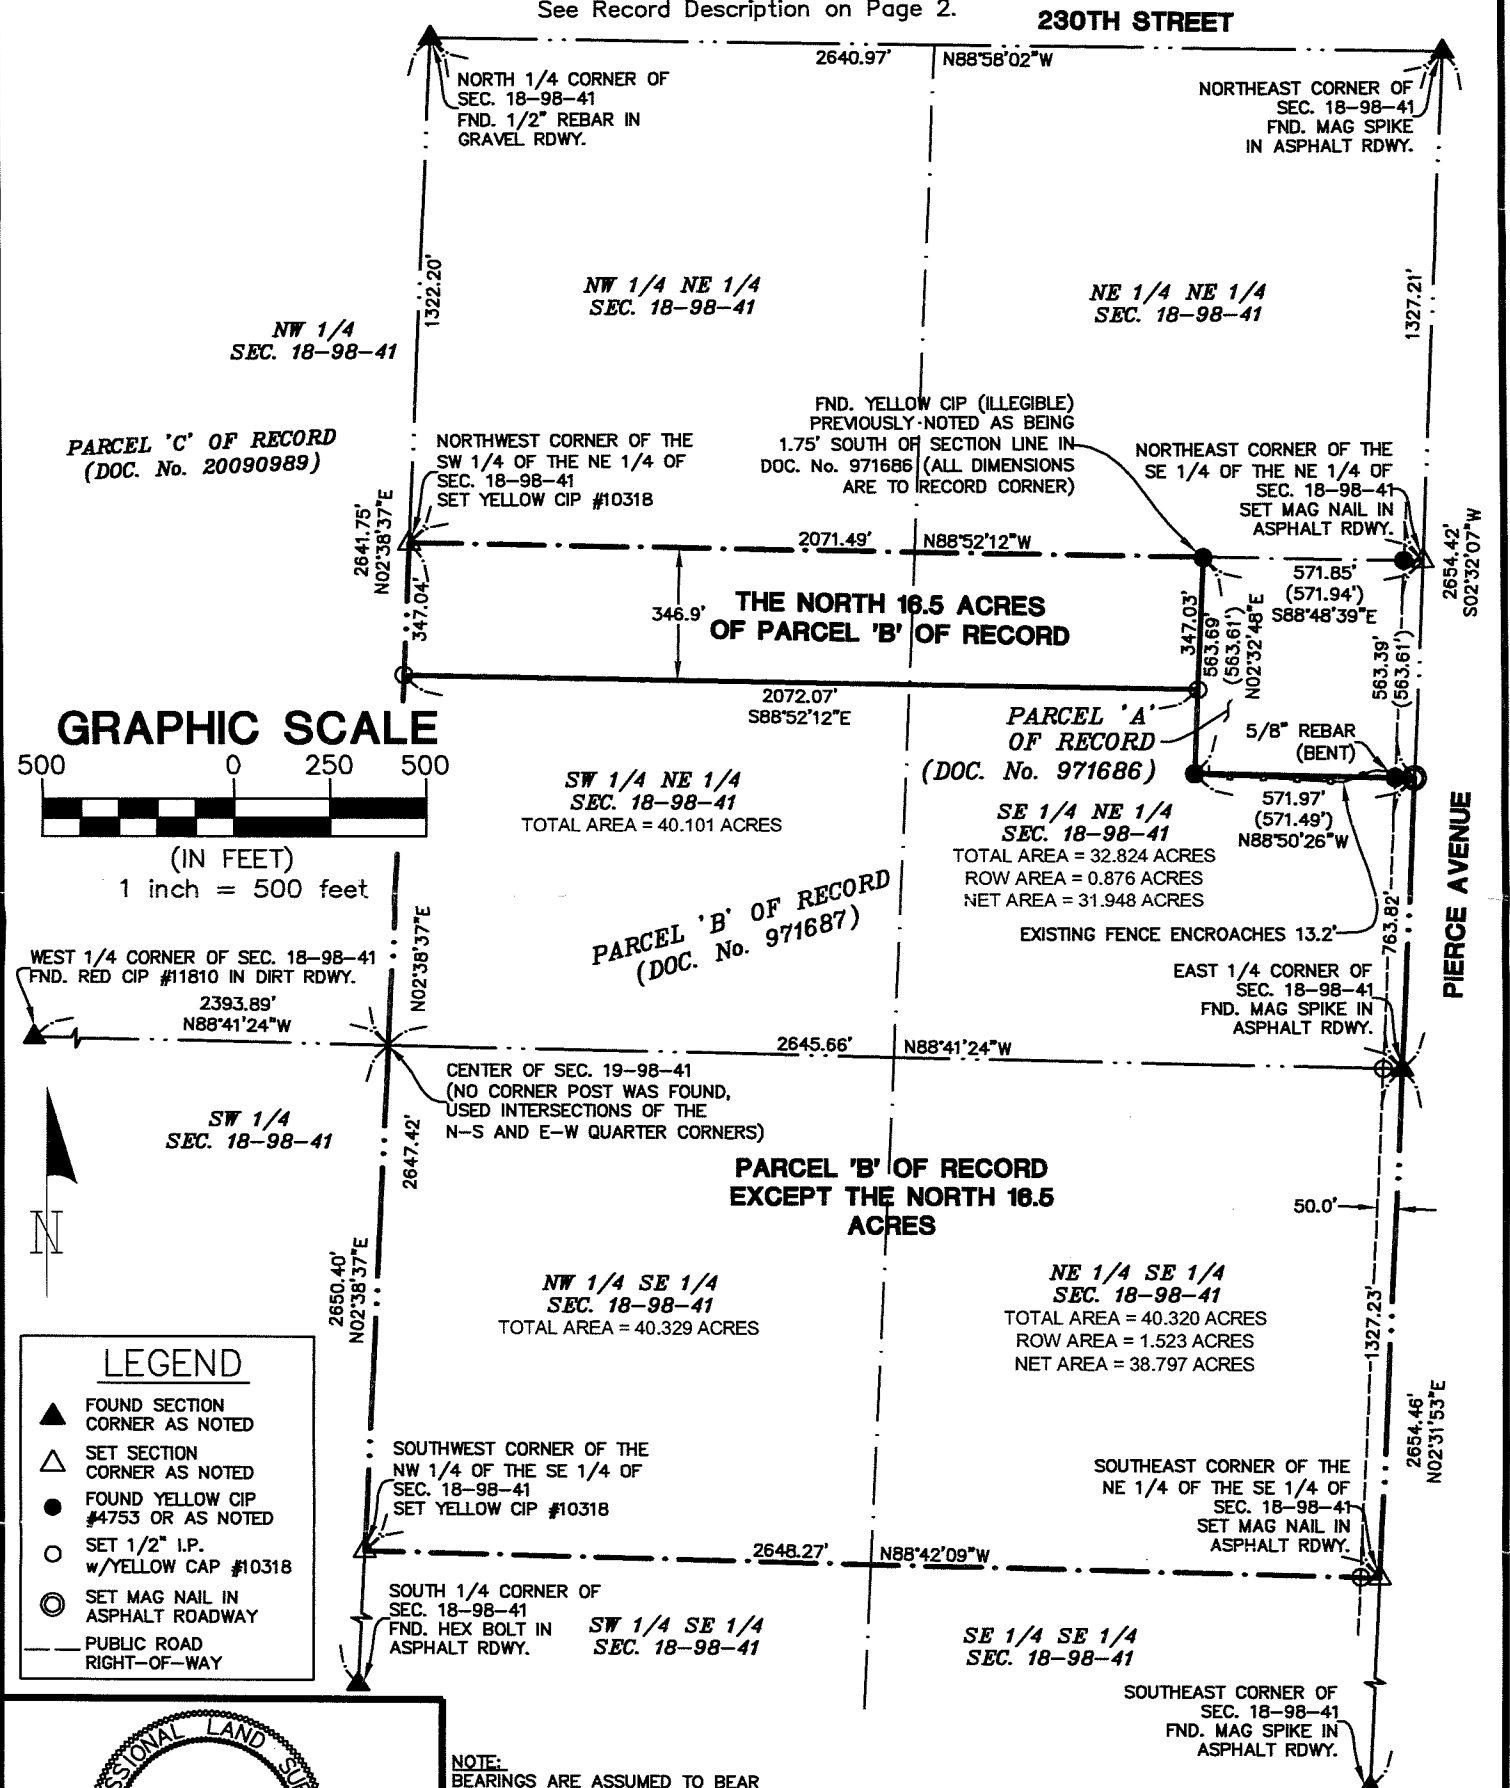 See Record Description on Page 2.
230TH STREET
2640.97' N88°58'02"W
NORTH 1/4 CORNER OF
SEC. 18-98-41
FND. 1/2" REBAR IN
GRAVEL RDWY.
NORTHEAST CORNER OF
SEC. 18-98-41
FND. MAG SPIKE
IN ASPHALT RDWY.
1322.20'
NW 1/4 NE 1/4
SEC. 18-98-41
NE 1/4 NE 1/4
SEC. 18-98-41
1327.21'
NW 1/4
SEC. 18-98-41
PARCEL 'C' OF RECORD
(DOC. No. 20090989)
NORTHWEST CORNER OF THE
SW 1/4 OF THE NE 1/4 OF
SEC. 18-98-41
SET YELLOW CIP #10318
FND. YELLOW CIP (ILLEGIBLE)
PREVIOUSLY NOTED AS BEING
1.75' SOUTH OF SECTION LINE IN
DOC. No. 971686 (ALL DIMENSIONS
ARE TO RECORD CORNER)
NORTHEAST CORNER OF THE
SE 1/4 OF THE NE 1/4 OF
SEC. 18-98-41
SET MAG NAIL IN
ASPHALT RDWY.
2641.75'
N02°38'37"E
2071.49' N88°52'12"W
571.85'
(571.94')
S88°48'39"E
2654.42'
S02°32'07"W
347.04'
346.9'
THE NORTH 16.5 ACRES
OF PARCEL 'B' OF RECORD
347.03'
563.69'
(563.61')
N02°32'48"E
563.39'
(563.61')
2072.07'
S88°52'12"E
PARCEL 'A'
OF RECORD
(DOC. No. 971686)
5/8" REBAR
(BENT)
571.97'
(571.49')
N88°50'26"W
GRAPHIC SCALE
500 0 250 500
(IN FEET)
1 inch = 500 feet
SW 1/4 NE 1/4
SEC. 18-98-41
TOTAL AREA = 40.101 ACRES
SE 1/4 NE 1/4
SEC. 18-98-41
TOTAL AREA = 32.824 ACRES
ROW AREA = 0.876 ACRES
NET AREA = 31.948 ACRES
PIERCE AVENUE
PARCEL 'B' OF RECORD
(DOC. No. 971687)
EXISTING FENCE ENCROACHES 13.2'
763.82'
N02°38'37"E
WEST 1/4 CORNER OF SEC. 18-98-41
FND. RED CIP #11810 IN DIRT RDWY.
2393.89'
N88°41'24"W
EAST 1/4 CORNER OF
SEC. 18-98-41
FND. MAG SPIKE IN
ASPHALT RDWY.
2645.66' N88°41'24"W
CENTER OF SEC. 19-98-41
(NO CORNER POST WAS FOUND,
USED INTERSECTIONS OF THE
N-S AND E-W QUARTER CORNERS)
SW 1/4
SEC. 18-98-41
2647.42'
PARCEL 'B' OF RECORD
EXCEPT THE NORTH 16.5
ACRES
50.0'
N
2650.40'
N02°38'37"E
NW 1/4 SE 1/4
SEC. 18-98-41
TOTAL AREA = 40.329 ACRES
NE 1/4 SE 1/4
SEC. 18-98-41
TOTAL AREA = 40.320 ACRES
ROW AREA = 1.523 ACRES
NET AREA = 38.797 ACRES
1327.23'
2654.46'
N02°31'53"E
LEGEND
FOUND SECTION
CORNER AS NOTED
SET SECTION
CORNER AS NOTED
FOUND YELLOW CIP
#4753 OR AS NOTED
SET 1/2" I.P.
w/YELLOW CAP #10318
SET MAG NAIL IN
ASPHALT ROADWAY
PUBLIC ROAD
RIGHT-OF-WAY
SOUTHWEST CORNER OF THE
NW 1/4 OF THE SE 1/4 OF
SEC. 18-98-41
SET YELLOW CIP #10318
SOUTHEAST CORNER OF THE
NE 1/4 OF THE SE 1/4 OF
SEC. 18-98-41
SET MAG NAIL IN
ASPHALT RDWY.
2648.27' N88°42'09"W
SOUTH 1/4 CORNER OF
SEC. 18-98-41
FND. HEX BOLT IN
ASPHALT RDWY.
SW 1/4 SE 1/4
SEC. 18-98-41
SE 1/4 SE 1/4
SEC. 18-98-41
SOUTHEAST CORNER OF
SEC. 18-98-41
FND. MAG SPIKE IN
ASPHALT RDWY.
SSIONAL LAND SUR
NOTE:
BEARINGS ARE ASSUMED TO BEAR